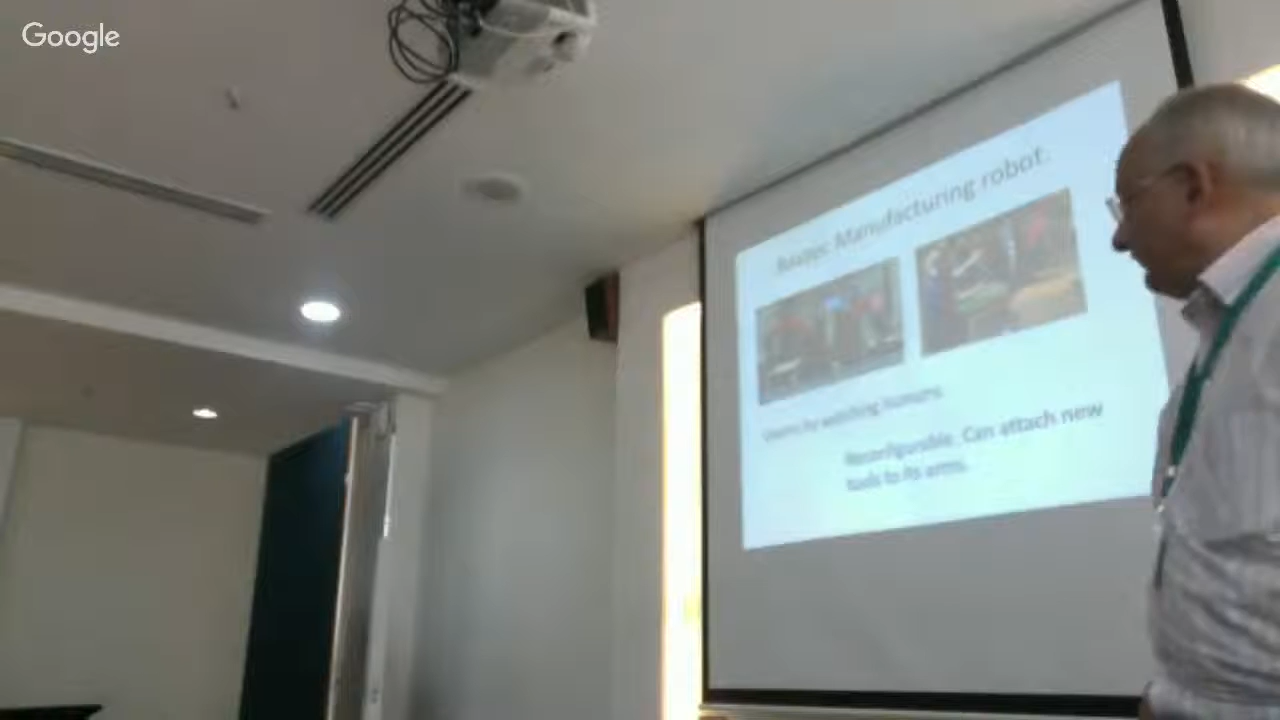 Google
Baxter: Manufacturing robot.
Learns by watching humans.
Reconfigurable. Can attach new
tools to its arms.